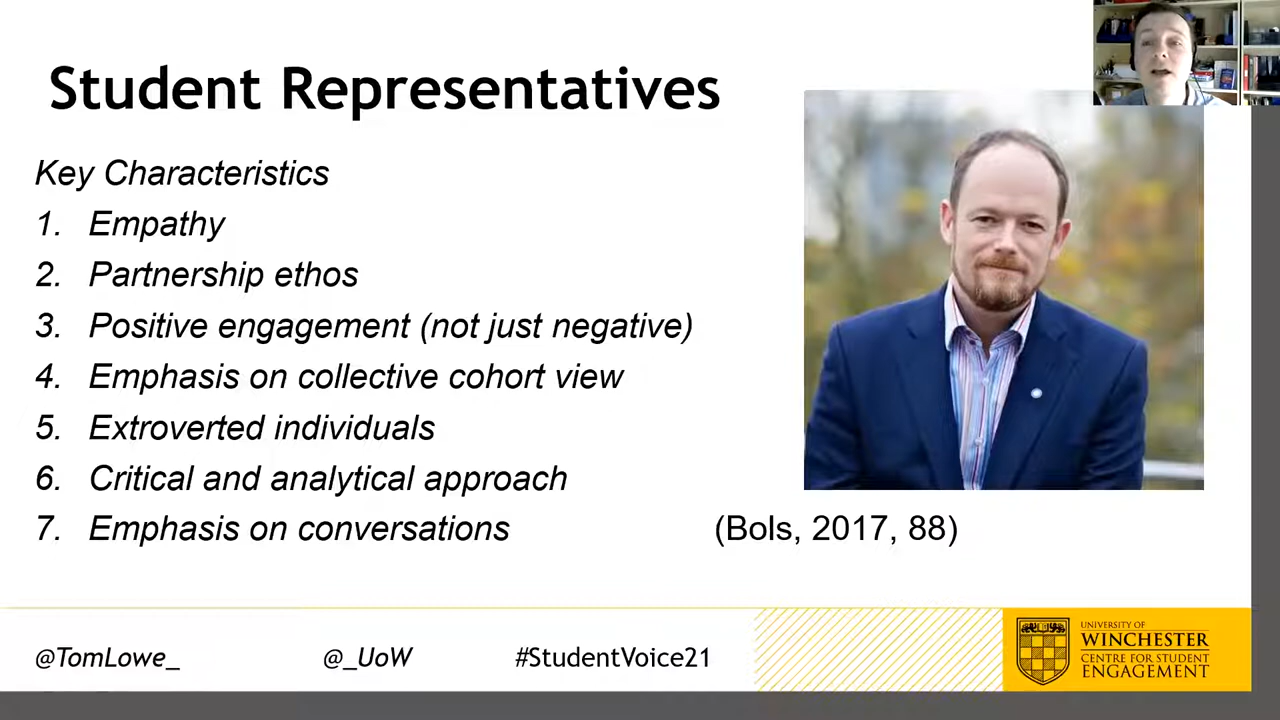 Student Representatives
Key Characteristics
1. Empathy
2. Partnership ethos
3. Positive engagement (not just negative)
4. Emphasis on collective cohort view
5. Extroverted individuals
6. Critical and analytical approach
7. Emphasis on conversations
(Bols, 2017, 88)
@TomLowe_
@_UoW
#StudentVoice21
UNIVERSITY OF
WINCHESTER
CENTRE FOR STUDENT
ENGAGEMENT